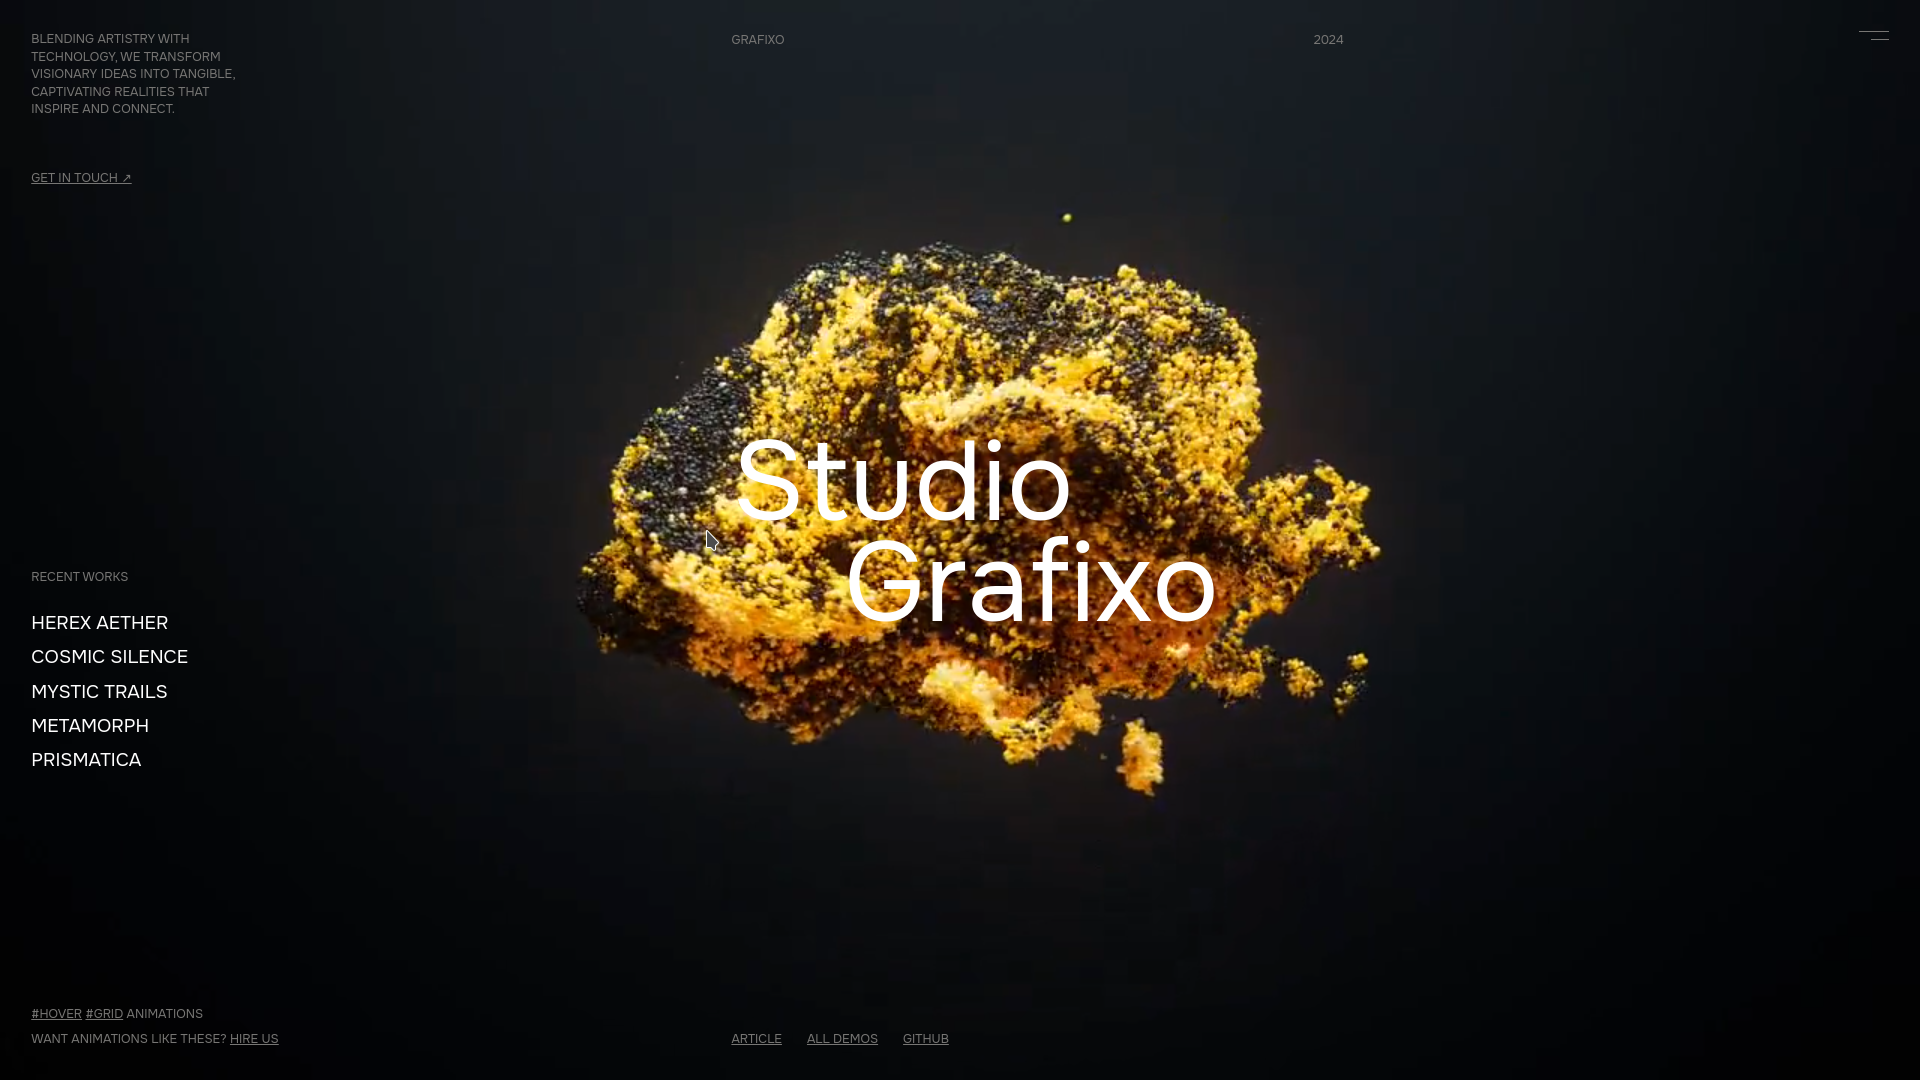 BLENDING ARTISTRY WITH
TECHNOLOGY, WE TRANSFORM
VISIONARY IDEAS INTO TANGIBLE,
CAPTIVATING REALITIES THAT
INSPIRE AND CONNECT.
GET IN TOUCH ↗
GRAFIXO
2024
Studio
Grafixo
RECENT WORKS
HEREX AETHER
COSMIC SILENCE
MYSTIC TRAILS
METAMORPH
PRISMATICA
#HOVER #GRID ANIMATIONS
WANT ANIMATIONS LIKE THESE? HIRE US
ARTICLE ALL DEMOS GITHUB